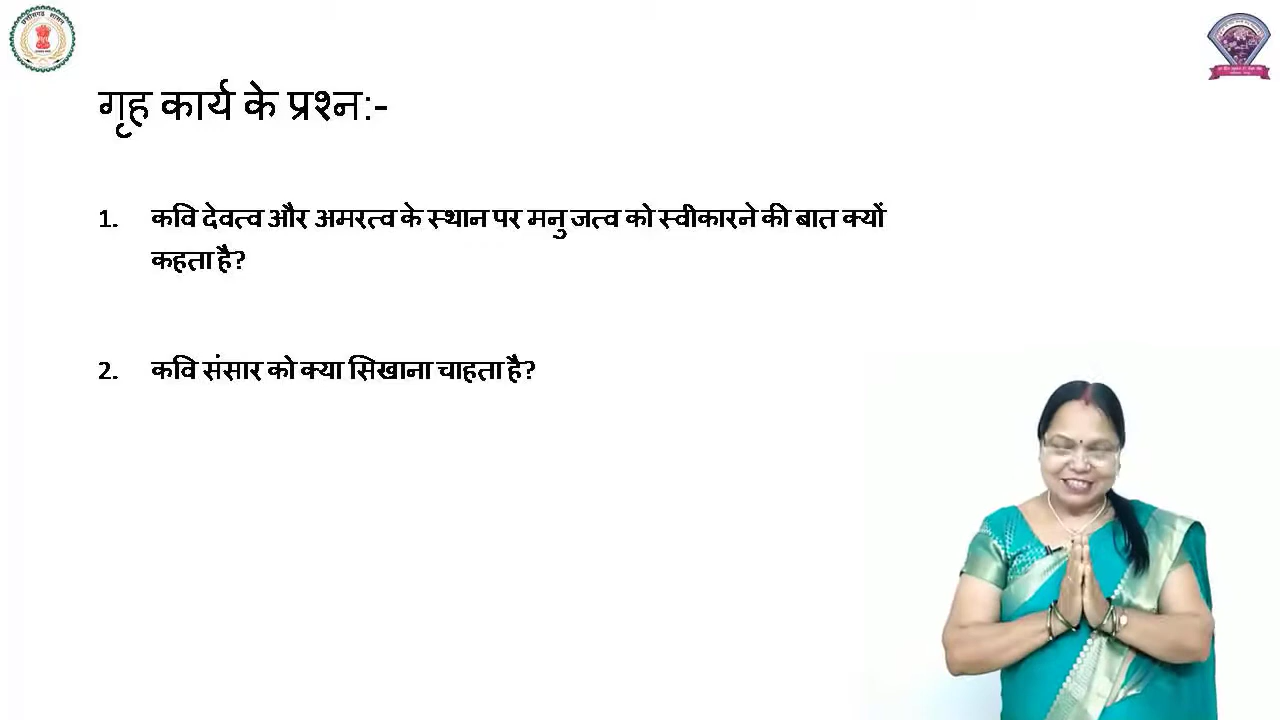 गृह कार्य के प्रश्न:-
1. कवि देवत्व और अमरत्व के स्थान पर मनुजत्व को स्वीकारने की बात क्यों
कहता है?
2. कवि संसार को क्या सिखाना चाहता है?